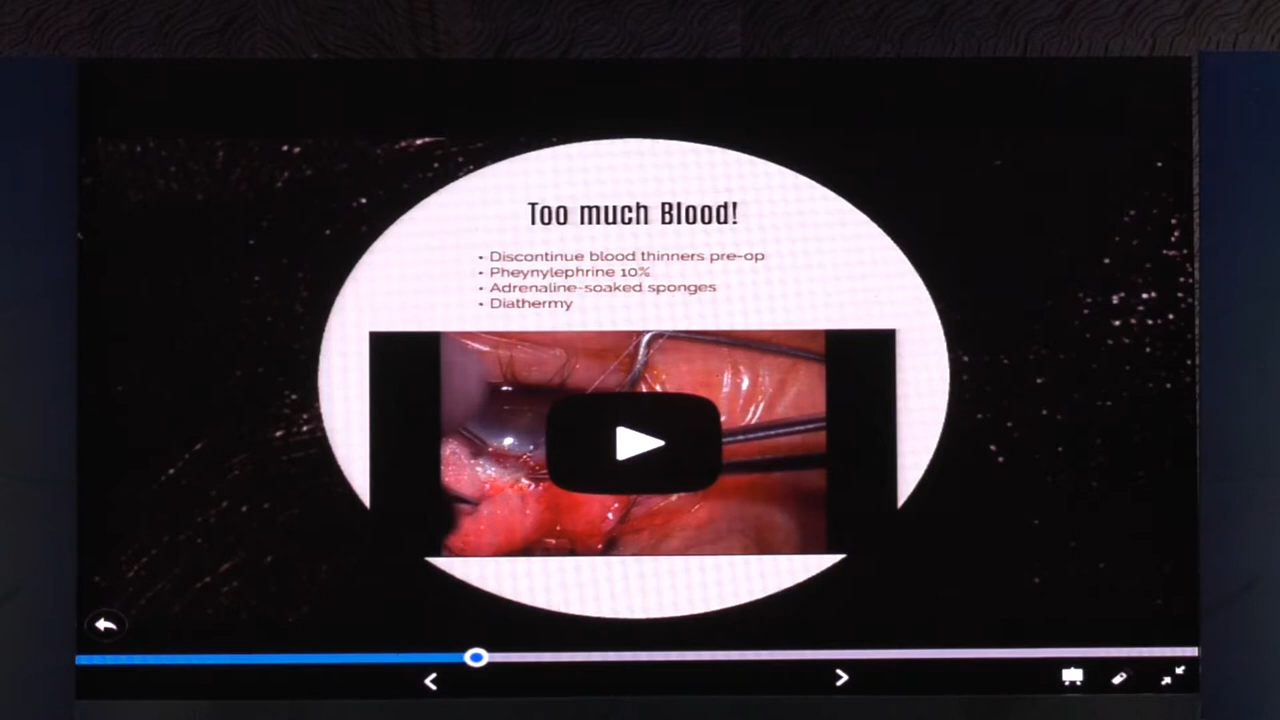 Too much Blood!
• Discontinue blood thinners pre-op
• Pheynylephrine 10%
• Adrenaline-soaked sponges
• Diathermy